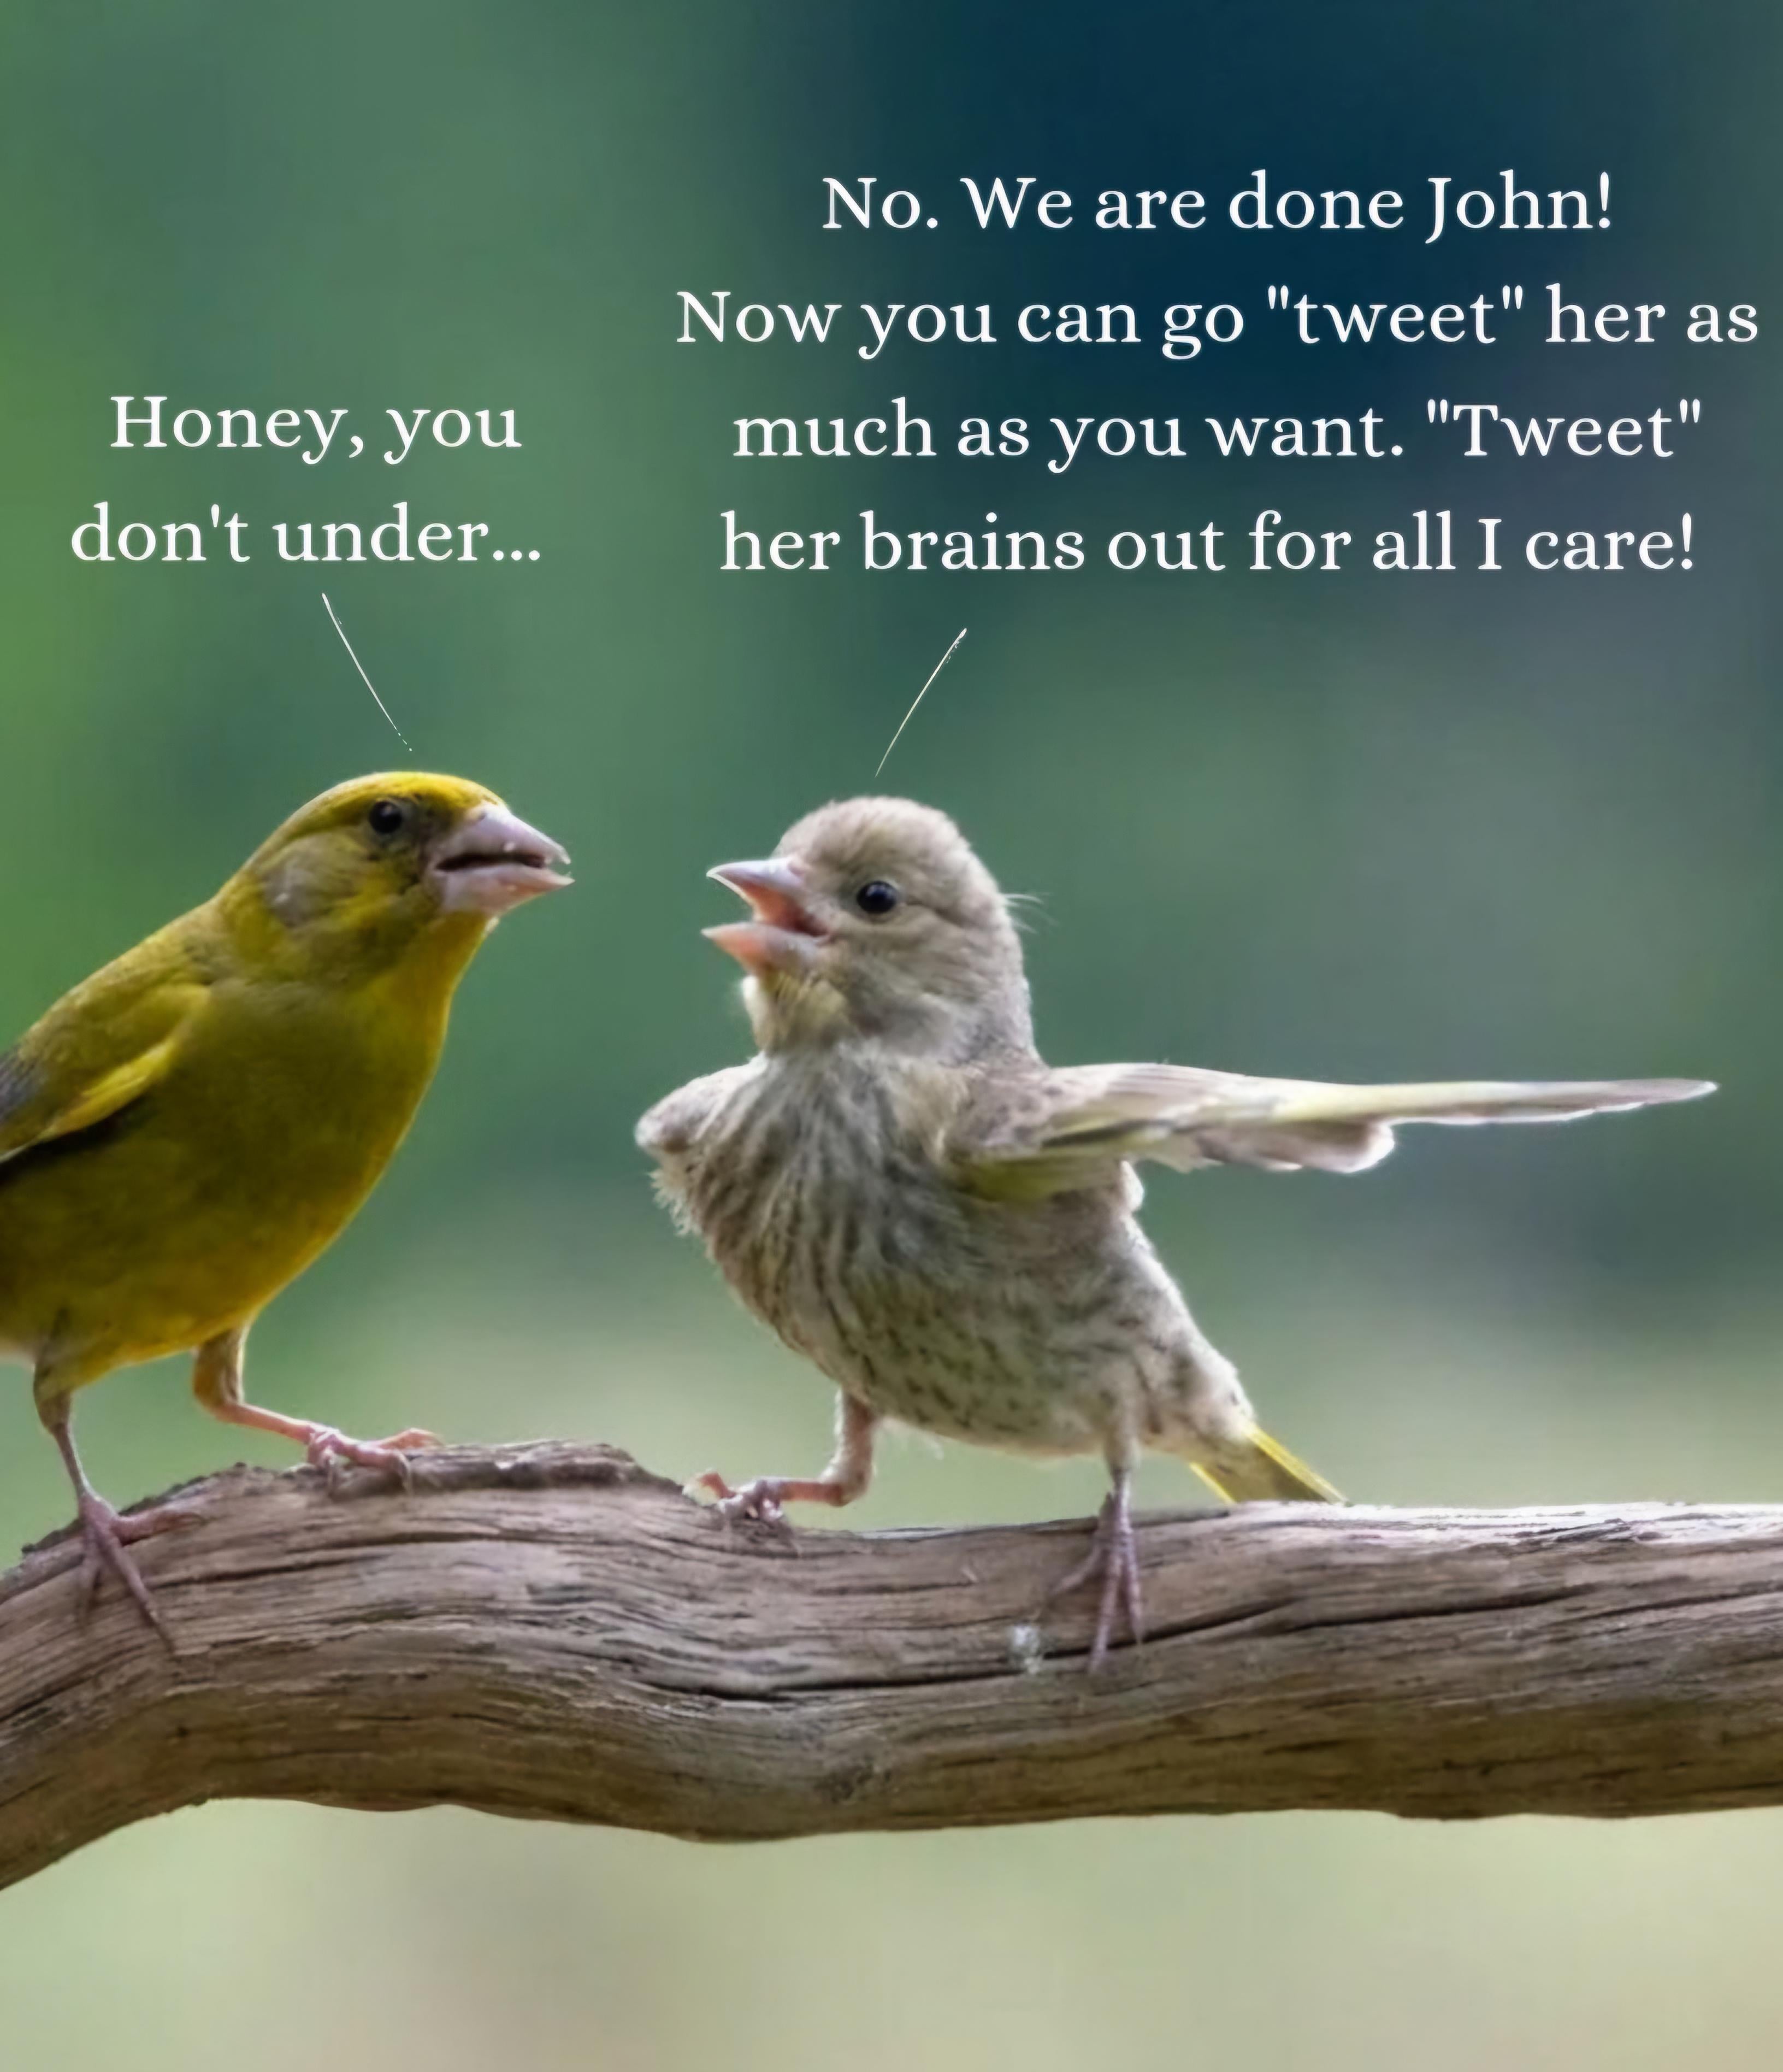 Honey, you
don't under...
No. We are done John!
Now you can go "tweet" her as
much as you want. "Tweet"
her brains out for all I care!